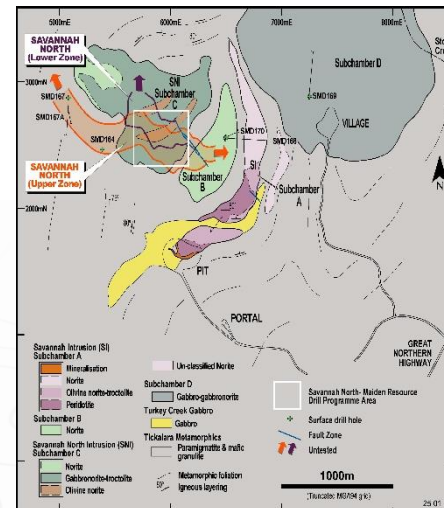 5000mE
6000mE
8000mE
SAVANNAH
NORTH
(Lower Zone)
3000mN
SMD167
SMD167A
SNI
Subchamber
C
SMD164
SAVANNAH
NORTH
(Upper Zone)
Subchamber D
SMD169
VILLAGE
SMD170
SMD168
SI
Subchamber
B
Subchamber
A
N
2000mN
PIT
PORTAL
GREAT
NORTHERN
HIGHWAY
Savannah Intrusion (SI)
Subchamber A
Mineralisation
Norite
Olivine norite-troctolite
Peridotite
Subchamber B
Norite
Savannah North Intrusion (SNI)
Subchamber C
Norite
Gabbronorite-troctolite
Olivine norite
Un-classified Norite
Subchamber D
Gabbro-gabbronorite
Turkey Creek Gabbro
Gabbro
Tickalara Metamorphics
Paramigmatite & mafic
granulite
Metamorphic foliation
Igneous layering
Savannah North- Maiden Resource
Drill Programme Area
Surface drill hole
Fault Zone
Untested
1000m
(Truncated MGA94 grid)